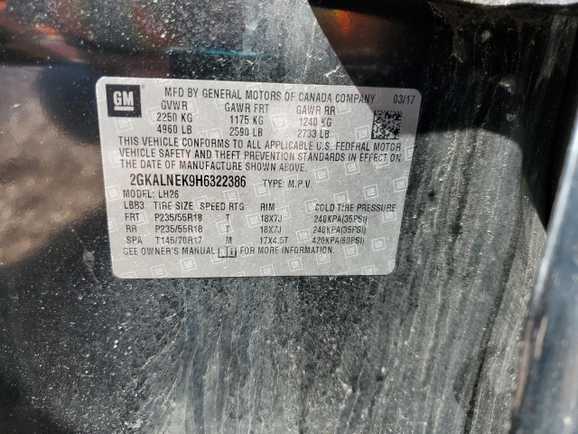 GM
MFD BY GENERAL MOTORS OF CANADA COMPANY 03/17
GVWR GAWR FRT GAWR RR
2250 KG 1175 KG 1240 KG
4960 LB 2590 LB 2733 LB
THIS VEHICLE CONFORMS TO ALL APPLICABLE U.S. FEDERAL MOTOR
VEHICLE SAFETY AND THEFT PREVENTION STANDARDS IN EFFECT ON
THE DATE OF MANUFACTURE SHOWN ABOVE.
2GKALNEK9H6322386 TYPE: M.P.V.
MODEL: LH26
LBB3 TIRE SIZE SPEED RTG RIM COLD TIRE PRESSURE
FRT P235/55R18 T 18X7J 240KPA(35PSI)
RR P235/55R18 T 18X7J 240KPA(35PSI)
SPA T145/70R17 M 17X4.5T 420KPA(60PSI)
SEE OWNER'S MANUAL FOR MORE INFORMATION.